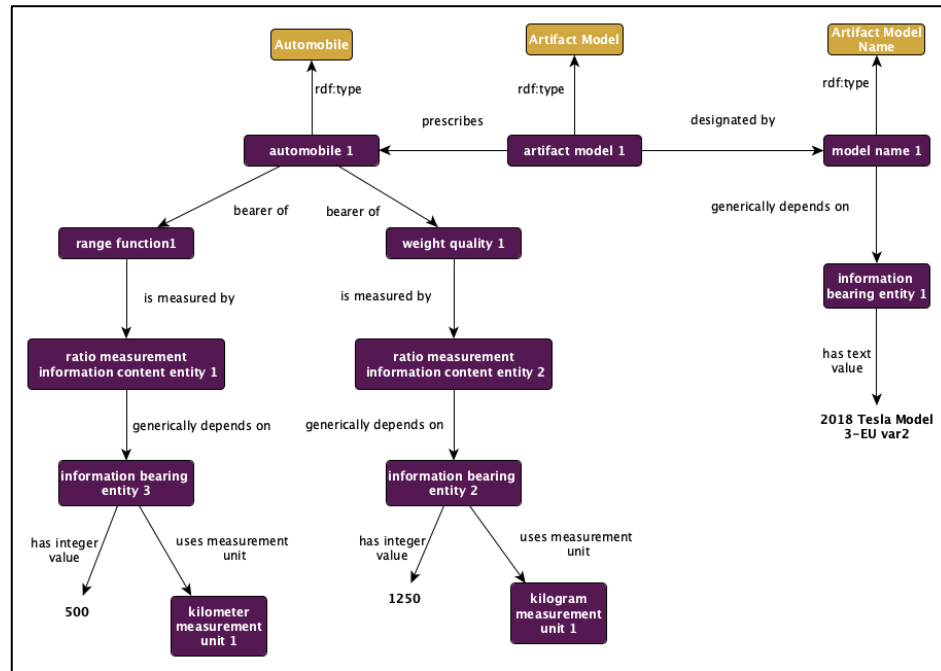 Automobile
Artifact Model
Artifact Model
Name
rdf:type
rdf:type
rdf:type
prescribes
designated by
automobile 1
artifact model 1
model name 1
bearer of
bearer of
generically depends on
range function1
weight quality 1
information
bearing entity 1
is measured by
is measured by
ratio measurement
information content entity 1
ratio measurement
information content entity 2
has text
value
2018 Tesla Model
3-EU var2
generically depends on
generically depends on
information bearing
entity 3
information bearing
entity 2
has integer
value
uses measurement
unit
has integer
value
uses measurement
unit
500
kilometer
measurement
unit 1
1250
kilogram
measurement
unit 1